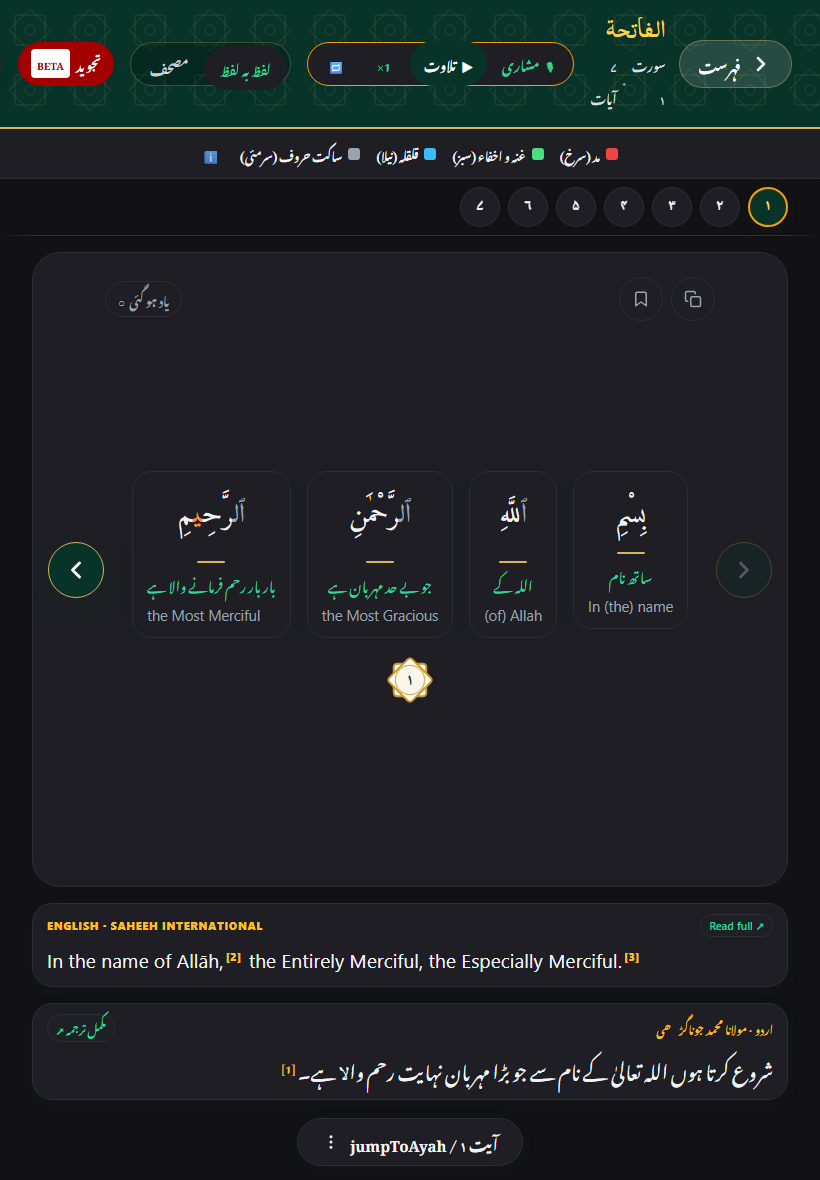 الفاتحة
فہرست
سورت ۷
۱ آیات
مشاری
▶ تلاوت
×1
لفظ بہ لفظ
مصحف
تجوید BETA
مد (سرخ)
غنہ و اخفاء (سبز)
قلقلہ (نیلا)
ساکت حروف (سرمئی)
۱ ۲ ۳ ۴ ۵ ٦ ۷
یاد ہو گئی ○
بِسْمِ ٱللَّهِ ٱلرَّحْمَٰنِ ٱلرَّحِيمِ
ساتھ نام
In (the) name
اللہ کے
(of) Allah
جو بے حد مہربان ہے
the Most Gracious
بار بار رحم فرمانے والا ہے
the Most Merciful
۱
ENGLISH · SAHEEH INTERNATIONAL
Read full ↗
In the name of Allāh,[2] the Entirely Merciful, the Especially Merciful.[3]
اردو · مولانا محمد جوناگڑھی
مکمل ترجمہ ↗
شروع کرتا ہوں اللہ تعالیٰ کے نام سے جو بڑا مہربان نہایت رحم والا ہے۔[1]
آیت ۱ / jumpToAyah